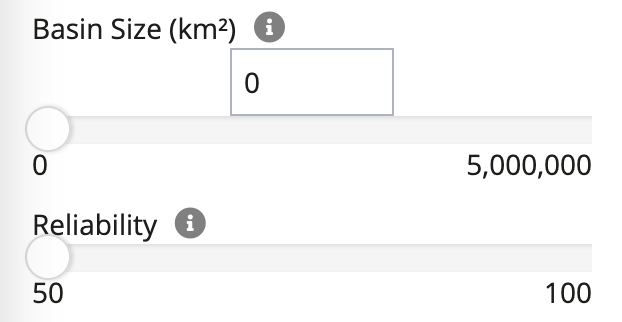 Basin Size (km²)
0
0 5,000,000
Reliability
50 100